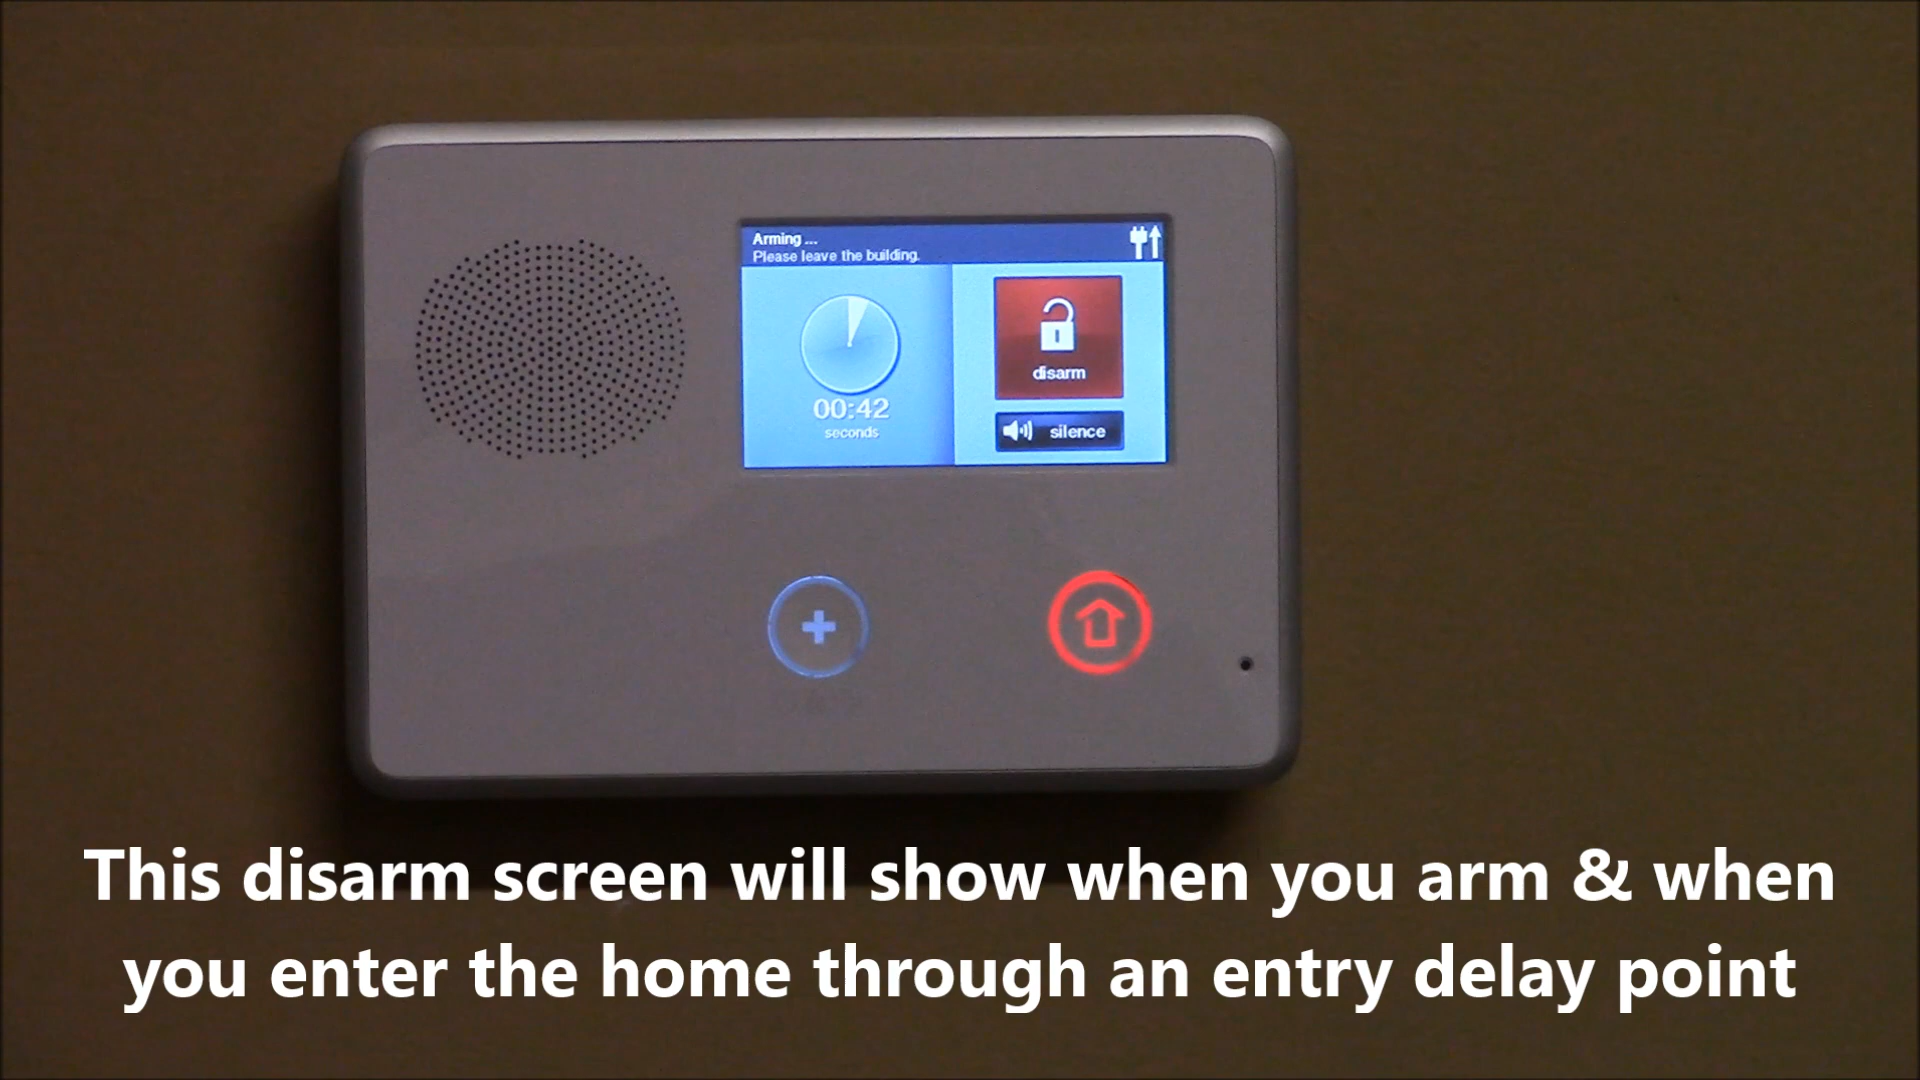 Arming ...
Please leave the building.
00:42
seconds
disarm
silence
This disarm screen will show when you arm & when
you enter the home through an entry delay point